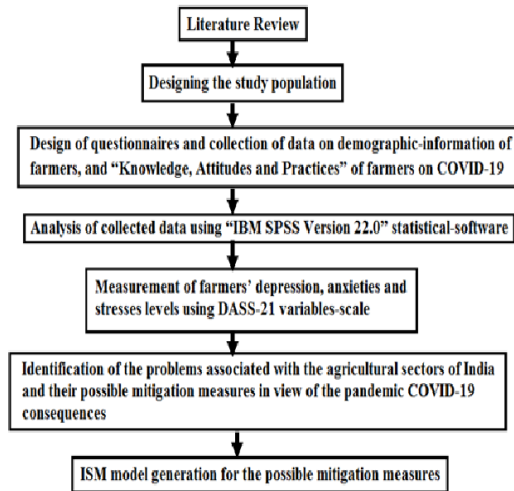 Literature Review
Designing the study population
Design of questionnaires and collection of data on demographic-information of
farmers, and “Knowledge, Attitudes and Practices” of farmers on COVID-19
Analysis of collected data using “IBM SPSS Version 22.0” statistical-software
Measurement of farmers’ depression, anxieties and
stresses levels using DASS-21 variables-scale
Identification of the problems associated with the agricultural sectors of India
and their possible mitigation measures in view of the pandemic COVID-19
consequences
ISM model generation for the possible mitigation measures